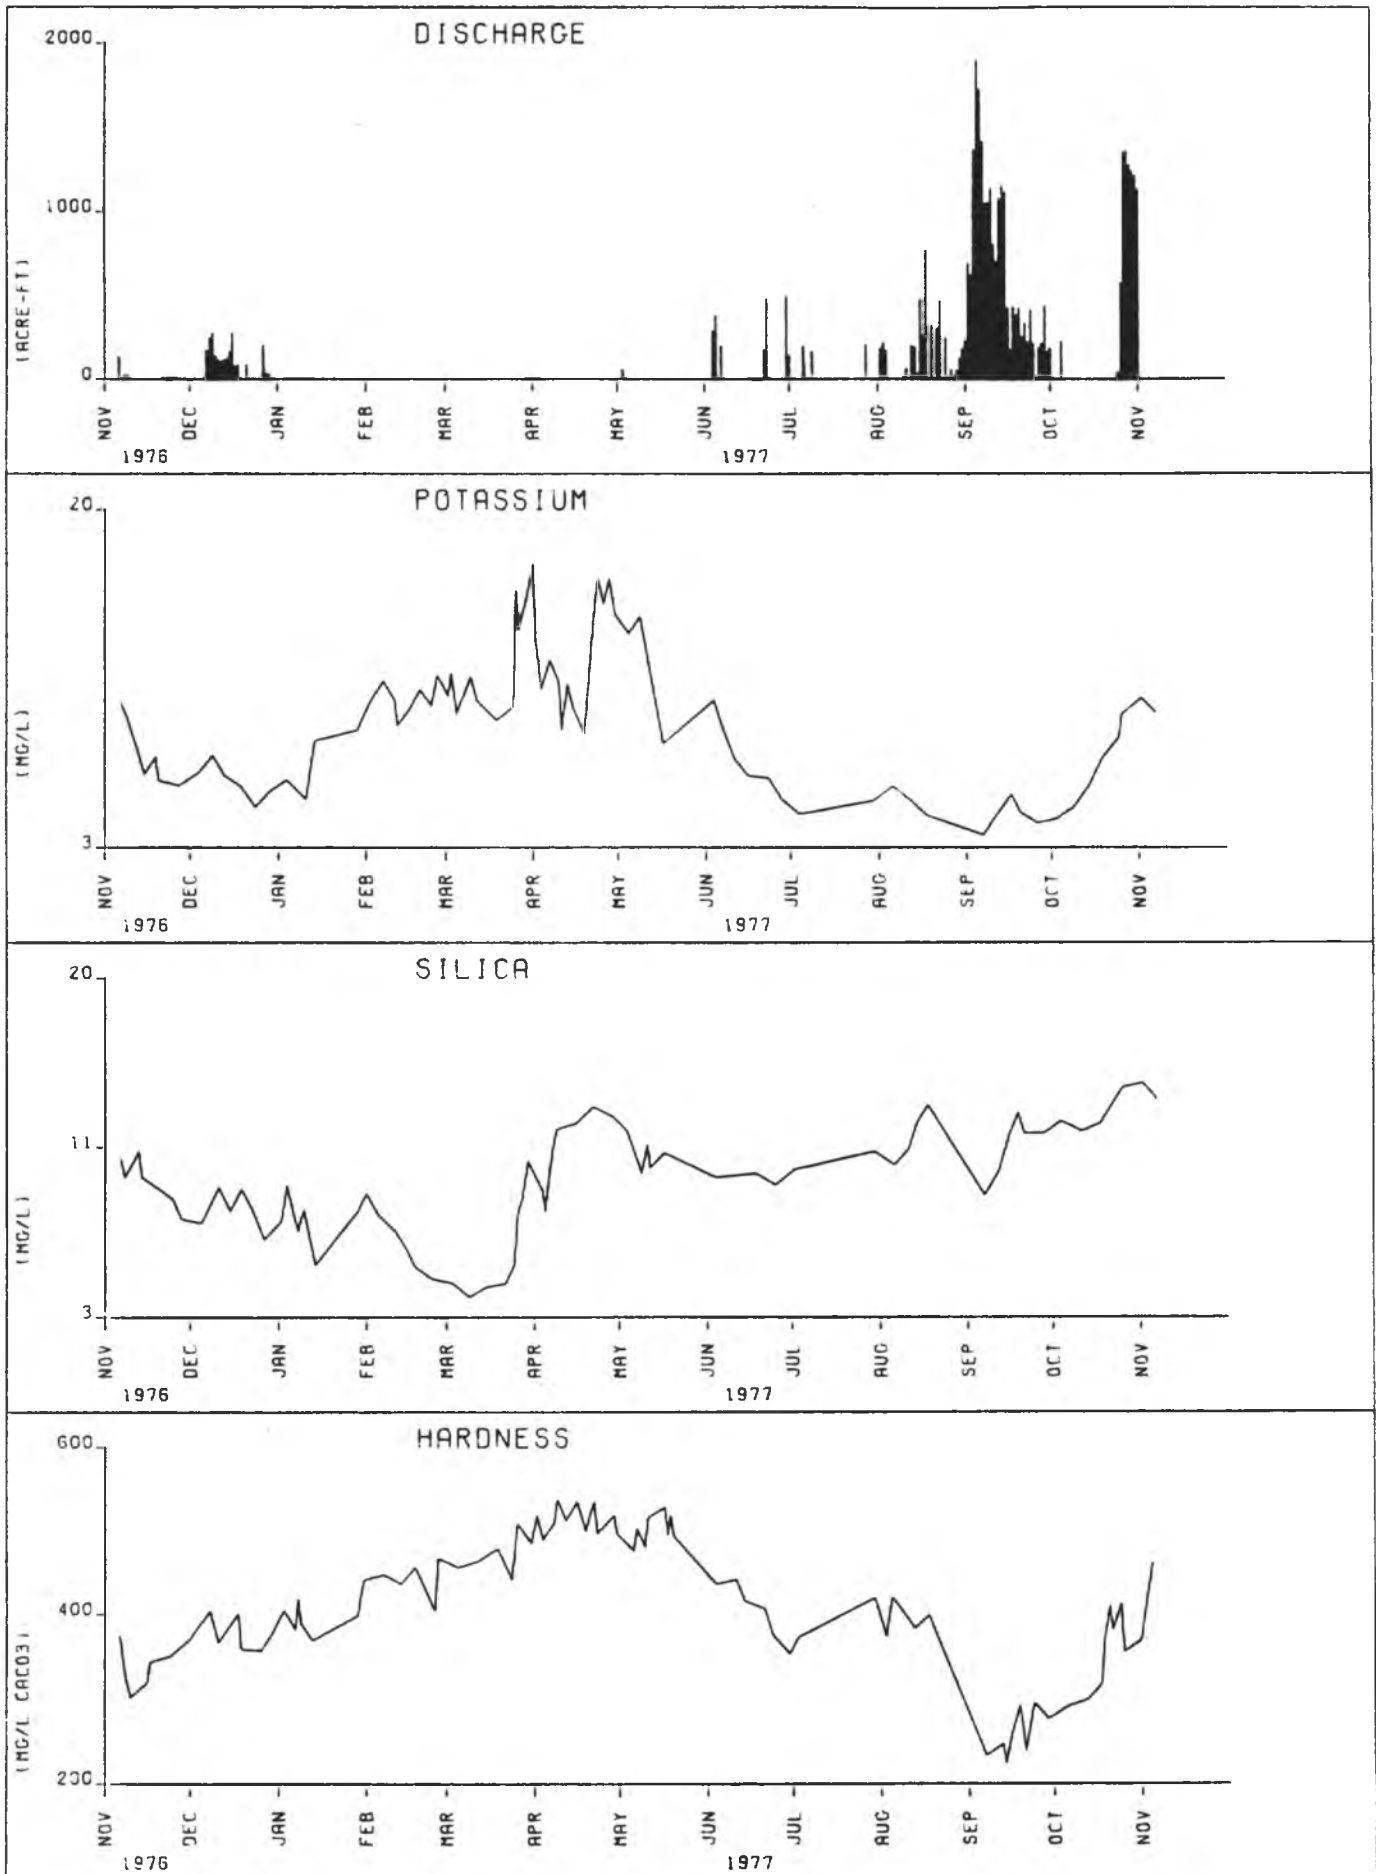 DISCHARGE
2000
1000
0
(ACRE-FT)
NOV DEC JAN FEB MAR APR MAY JUN JUL AUG SEP OCT NOV
1976 1977
POTASSIUM
20
3
(MG/L)
NOV DEC JAN FEB MAR APR MAY JUN JUL AUG SEP OCT NOV
1976 1977
SILICA
20
11
3
(MG/L)
NOV DEC JAN FEB MAR APR MAY JUN JUL AUG SEP OCT NOV
1976 1977
HARDNESS
600
400
200
(MG/L CACO3)
NOV DEC JAN FEB MAR APR MAY JUN JUL AUG SEP OCT NOV
1976 1977